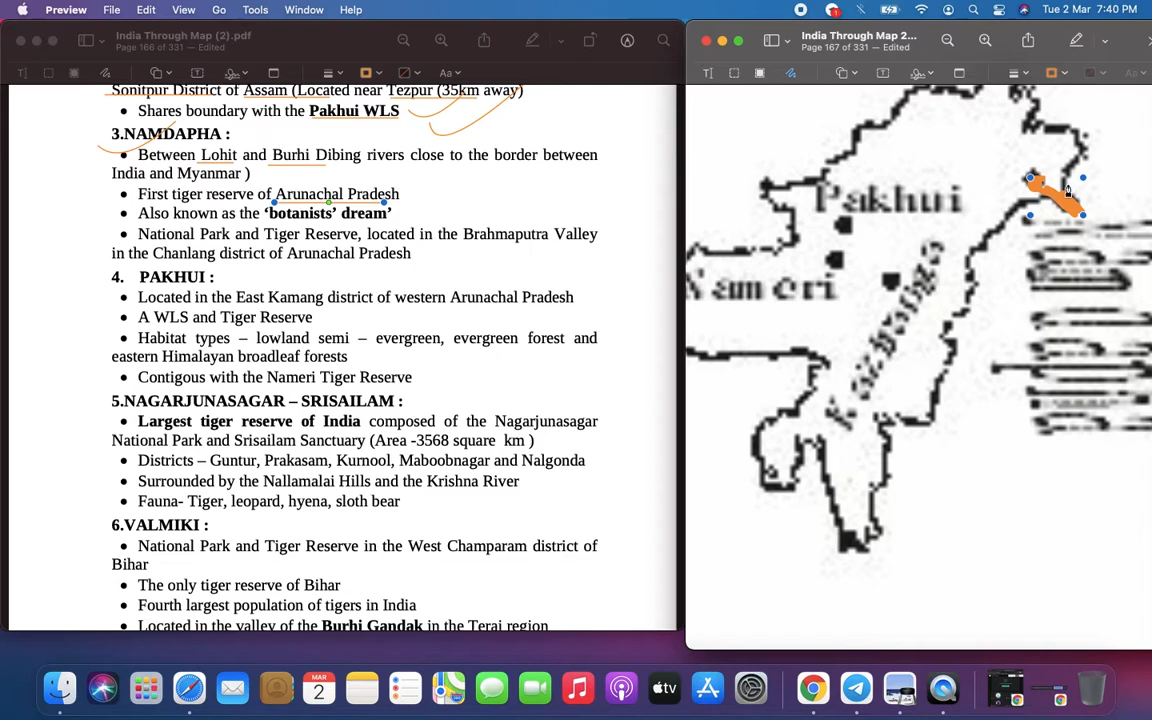 Preview File Edit View Go Tools Window Help
Tue 2 Mar 7:40 PM
India Through Map (2).pdf
Page 166 of 331 — Edited
India Through Map 2...
Page 167 of 331 — Edited
Sonitpur District of Assam (Located near Tezpur (35km away)
• Shares boundary with the Pakhui WLS
3.NAMDAPHA :
• Between Lohit and Burhi Dibing rivers close to the border between
India and Myanmar )
• First tiger reserve of Arunachal Pradesh
• Also known as the ‘botanists’ dream’
• National Park and Tiger Reserve, located in the Brahmaputra Valley
in the Chanlang district of Arunachal Pradesh
4. PAKHUI :
• Located in the East Kamang district of western Arunachal Pradesh
• A WLS and Tiger Reserve
• Habitat types – lowland semi – evergreen, evergreen forest and
eastern Himalayan broadleaf forests
• Contigous with the Nameri Tiger Reserve
5.NAGARJUNASAGAR – SRISAILAM :
• Largest tiger reserve of India composed of the Nagarjunasagar
National Park and Srisailam Sanctuary (Area -3568 square km )
• Districts – Guntur, Prakasam, Kurnool, Maboobnagar and Nalgonda
• Surrounded by the Nallamalai Hills and the Krishna River
• Fauna- Tiger, leopard, hyena, sloth bear
6.VALMIKI :
• National Park and Tiger Reserve in the West Champaram district of
Bihar
• The only tiger reserve of Bihar
• Fourth largest population of tigers in India
• Located in the valley of the Burhi Gandak in the Terai region
Pakhui
Nameri
MAR
2
tv